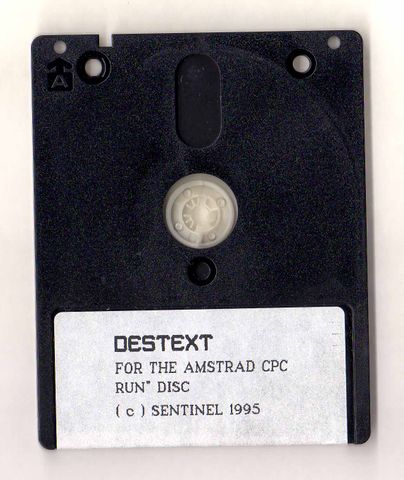 A
DESTEXT
FOR THE AMSTRAD CPC
RUN" DISC
( c ) SENTINEL 1995